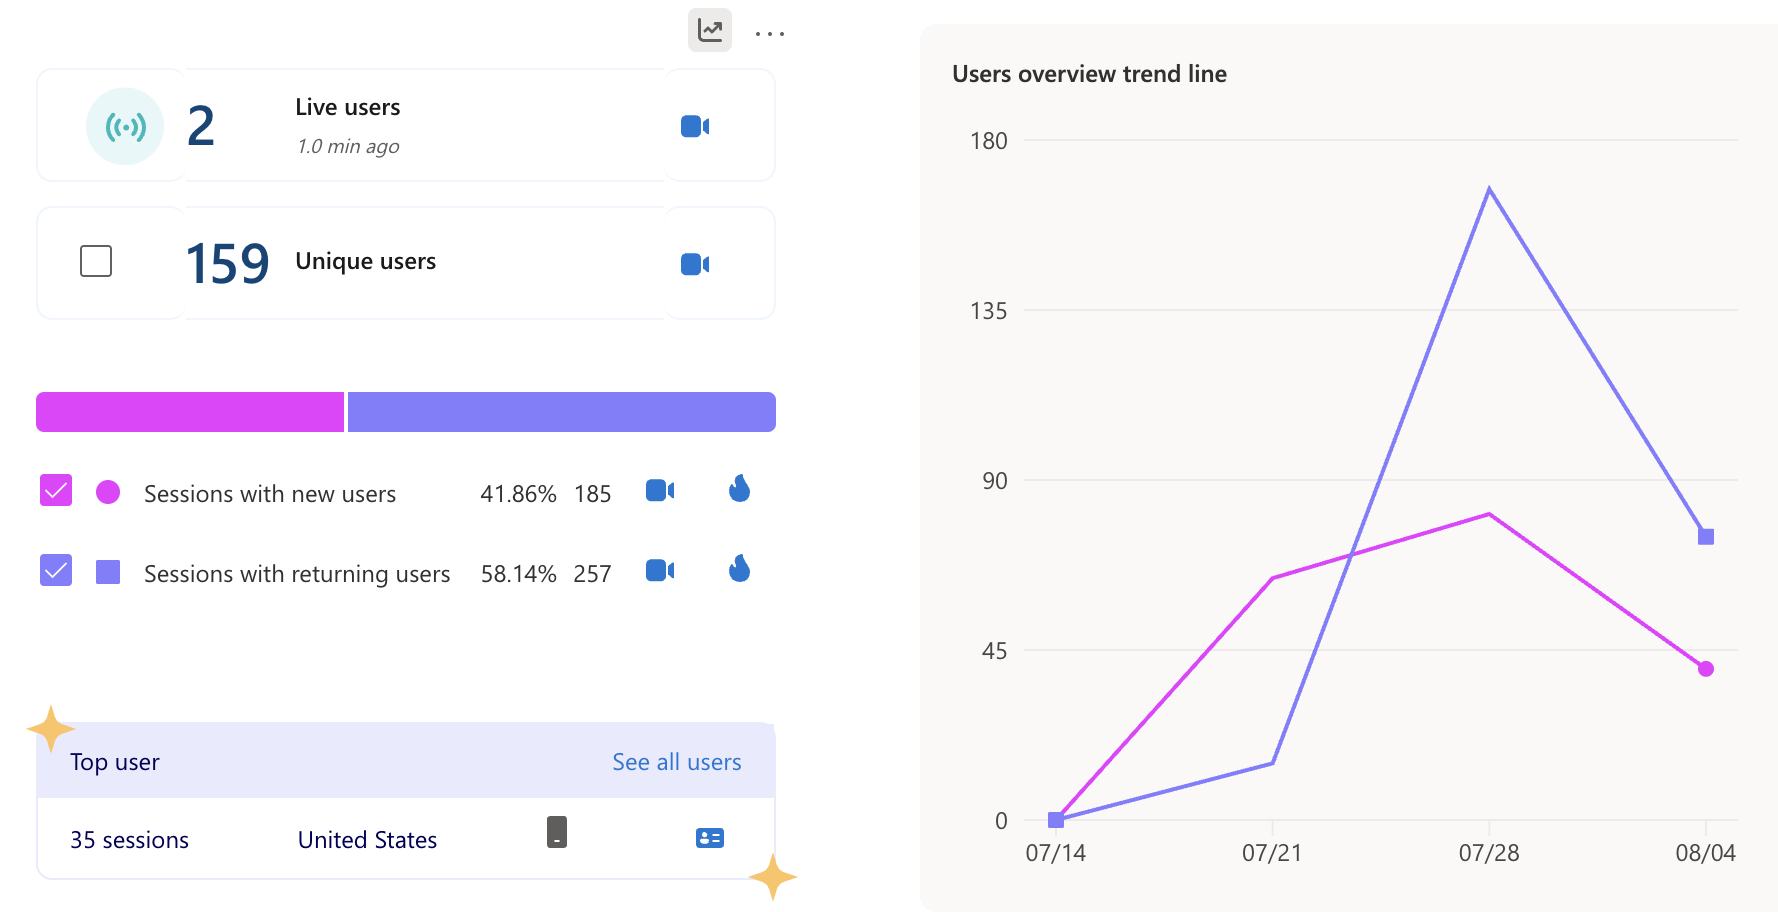 ...
2 Live users
1.0 min ago
159 Unique users
Sessions with new users 41.86% 185
Sessions with returning users 58.14% 257
Top user See all users
35 sessions United States
Users overview trend line
180
135
90
45
0
07/14 07/21 07/28 08/04